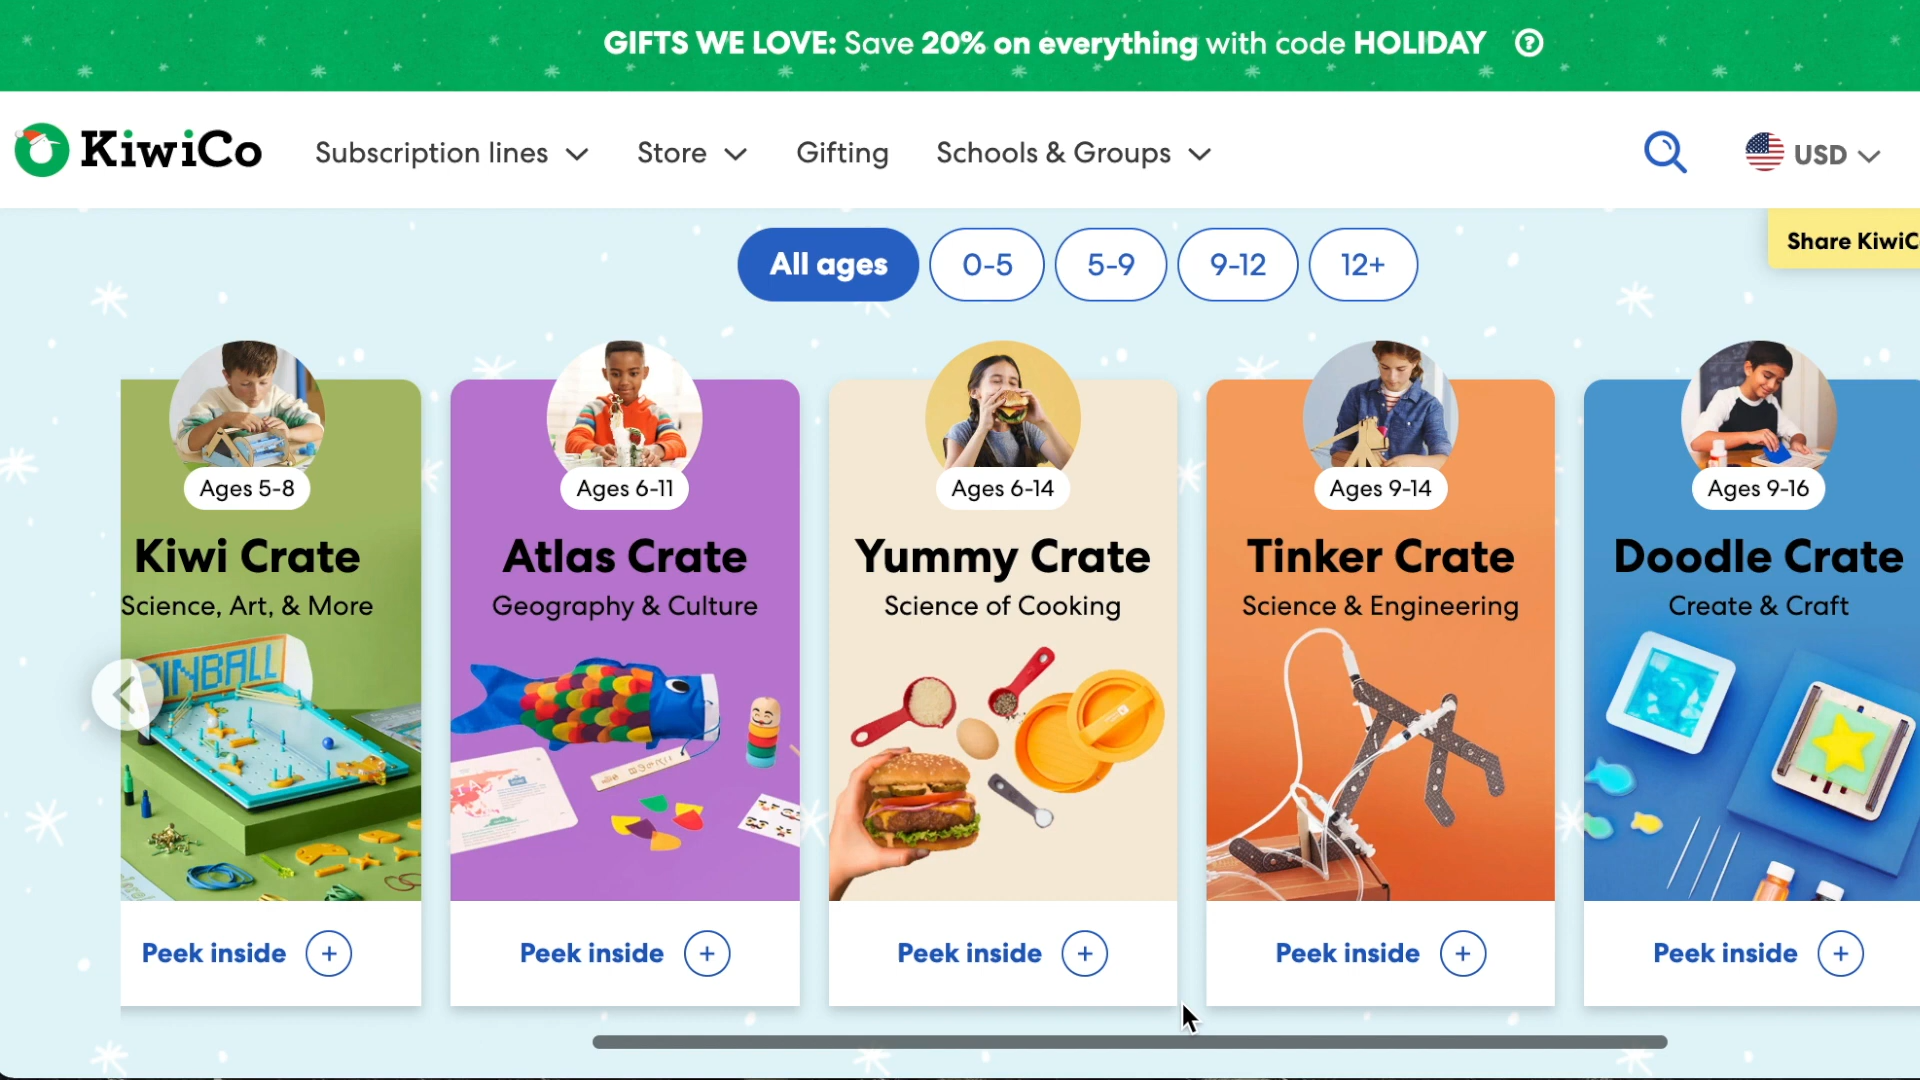 GIFTS WE LOVE: Save 20% on everything with code HOLIDAY ?
KiwiCo
Subscription lines
Store
Gifting
Schools & Groups
USD
All ages
0-5
5-9
9-12
12+
Share KiwiC
Ages 5-8
Kiwi Crate
Science, Art, & More
PINBALL
Peek inside +
Ages 6-11
Atlas Crate
Geography & Culture
Peek inside +
Ages 6-14
Yummy Crate
Science of Cooking
Peek inside +
Ages 9-14
Tinker Crate
Science & Engineering
Peek inside +
Ages 9-16
Doodle Crate
Create & Craft
Peek inside +